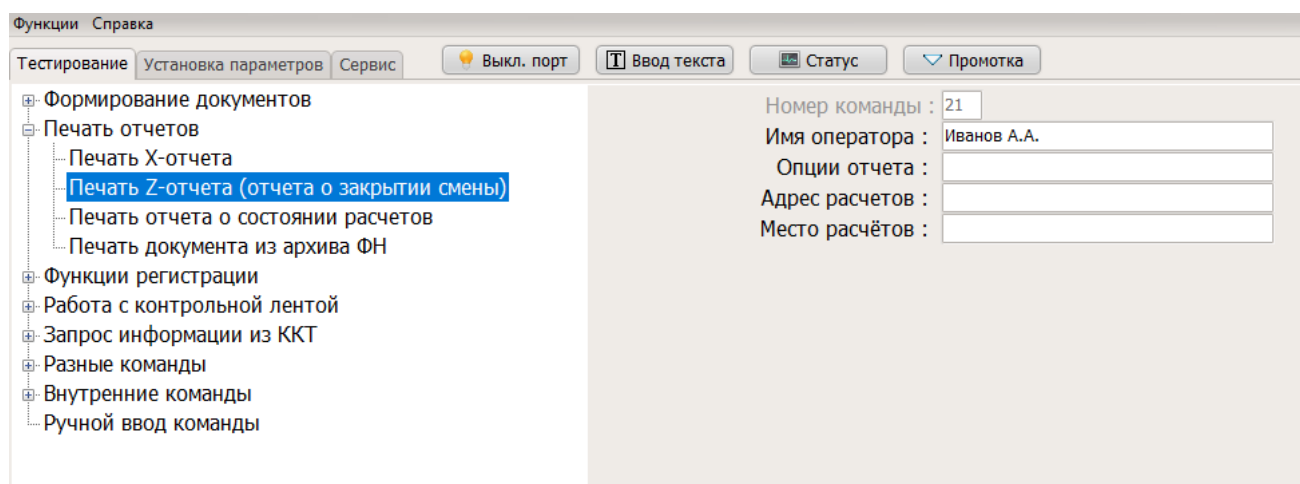 Функции Справка
Тестирование Установка параметров Сервис Выкл. порт T Ввод текста Статус Промотка
Формирование документов
Печать отчетов
Печать X-отчета
Печать Z-отчета (отчета о закрытии смены)
Печать отчета о состоянии расчетов
Печать документа из архива ФН
Функции регистрации
Работа с контрольной лентой
Запрос информации из ККТ
Разные команды
Внутренние команды
Ручной ввод команды
Номер команды : 21
Имя оператора : Иванов А.А.
Опции отчета :
Адрес расчетов :
Место расчётов :